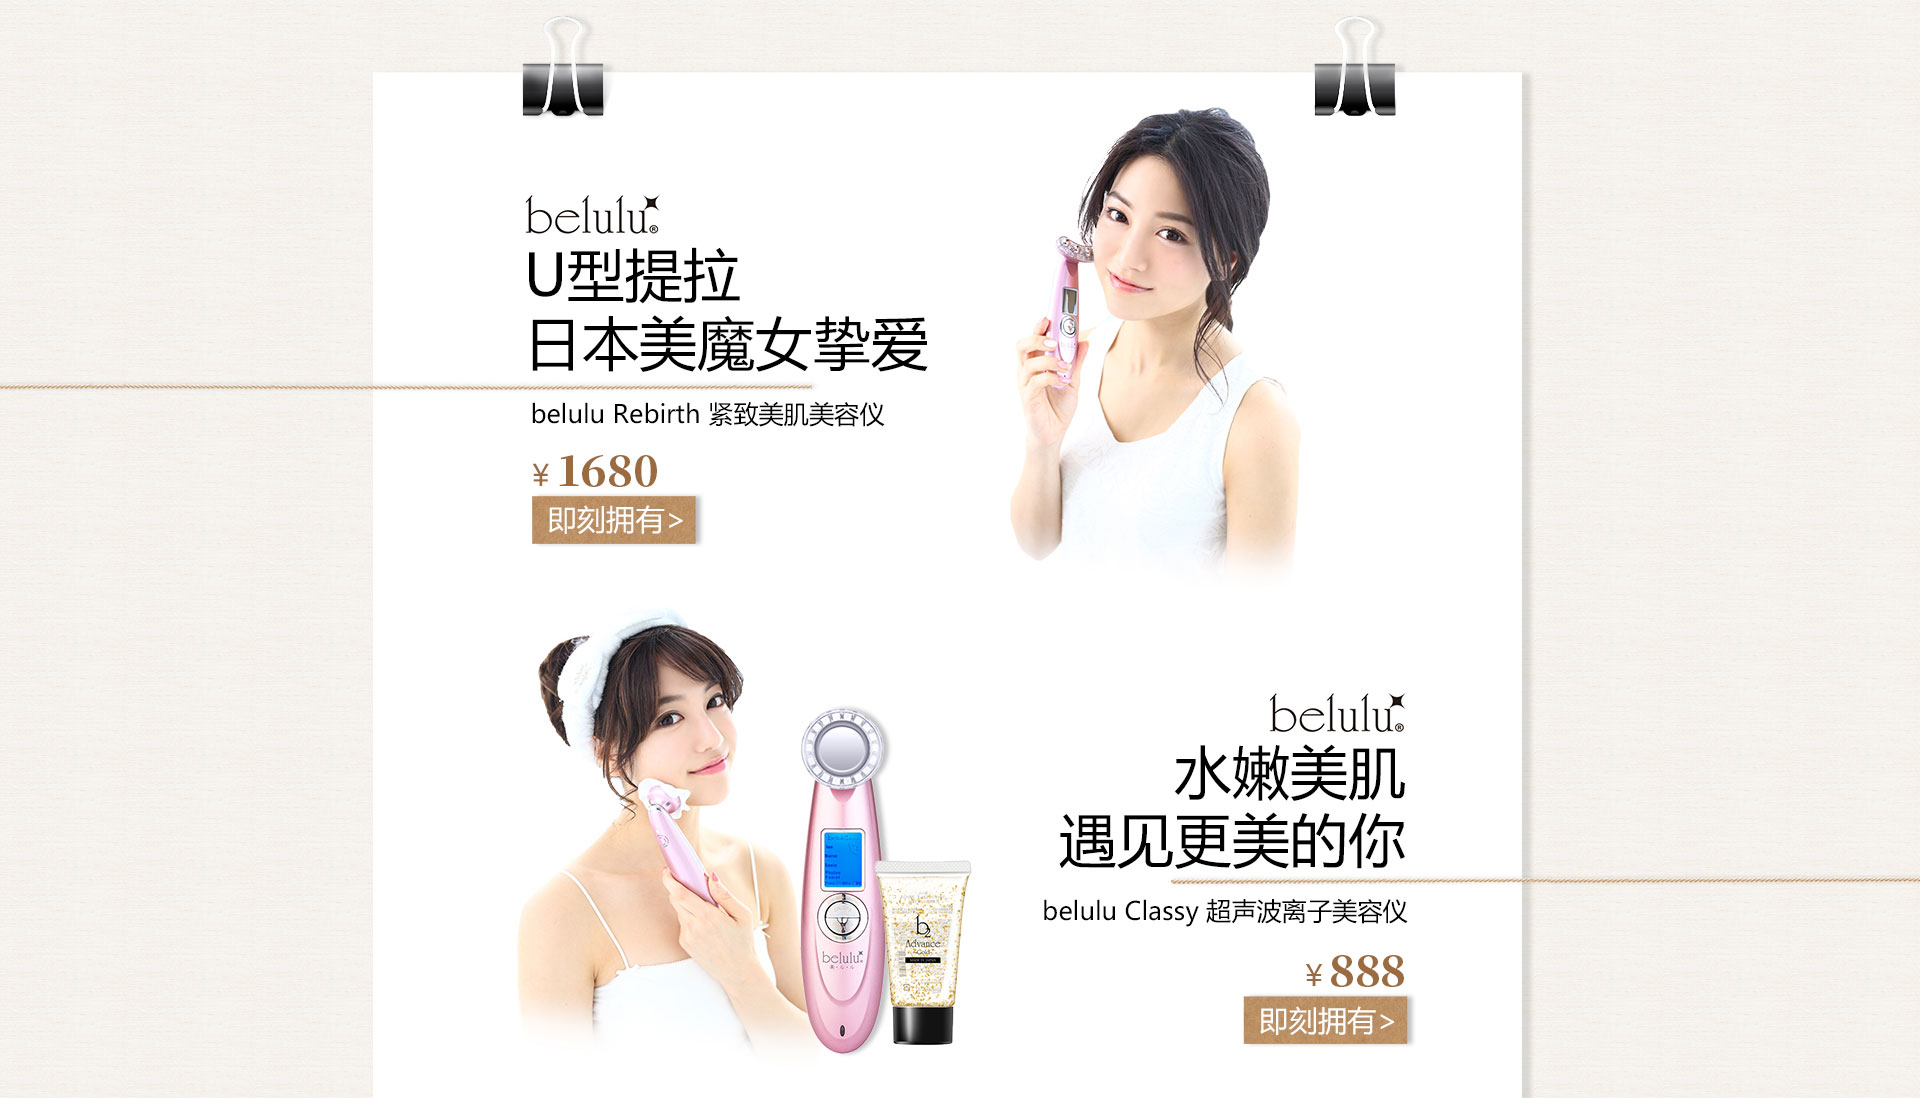 belulu®
U型提拉
日本美魔女挚爱
belulu Rebirth 紧致美肌美容仪
¥ 1680
即刻拥有>
belulu®
水嫩美肌
遇见更美的你
belulu Classy 超声波离子美容仪
¥ 888
即刻拥有>
belulu
b2
Advance
Gold